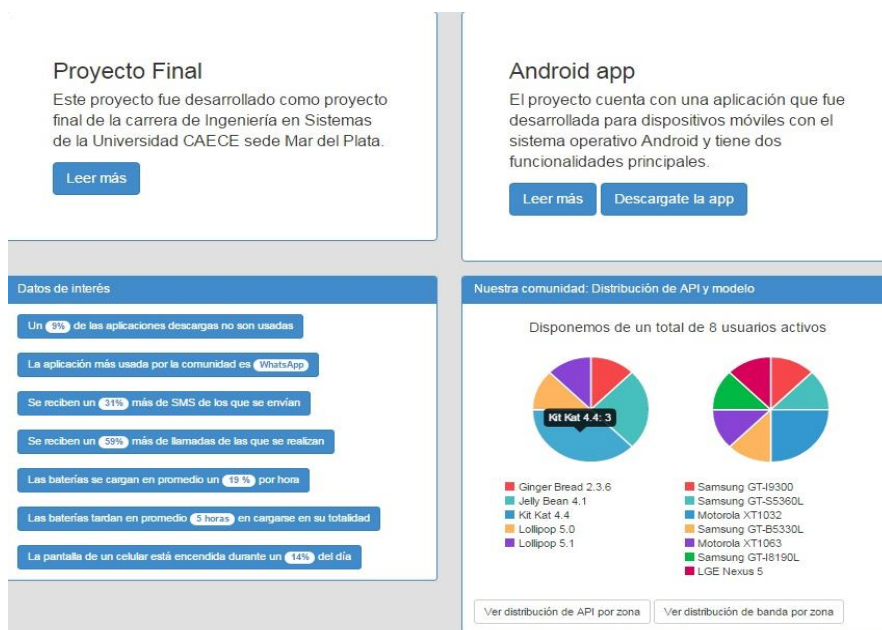 Proyecto Final
Este proyecto fue desarrollado como proyecto
final de la carrera de Ingeniería en Sistemas
de la Universidad CAECE sede Mar del Plata.
Leer más
Android app
El proyecto cuenta con una aplicación que fue
desarrollada para dispositivos móviles con el
sistema operativo Android y tiene dos
funcionalidades principales.
Leer más
Descargate la app
Datos de interés
Un 9% de las aplicaciones descargas no son usadas
La aplicación más usada por la comunidad es WhatsApp
Se reciben un 31% más de SMS de los que se envían
Se reciben un 59% más de llamadas de las que se realizan
Las baterías se cargan en promedio un 19 % por hora
Las baterías tardan en promedio 5 horas en cargarse en su totalidad
La pantalla de un celular está encendida durante un 14% del día
Nuestra comunidad: Distribución de API y modelo
Disponemos de un total de 8 usuarios activos
Kit Kat 4.4: 3
Ginger Bread 2.3.6
Jelly Bean 4.1
Kit Kat 4.4
Lollipop 5.0
Lollipop 5.1
Samsung GT-I9300
Samsung GT-S5360L
Motorola XT1032
Samsung GT-B5330L
Motorola XT1063
Samsung GT-I8190L
LGE Nexus 5
Ver distribución de API por zona
Ver distribución de banda por zona